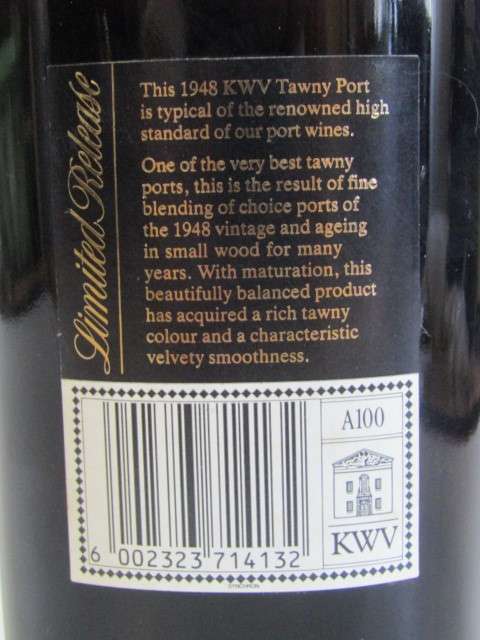 Limited Release
This 1948 KWV Tawny Port
is typical of the renowned high
standard of our port wines.
One of the very best tawny
ports, this is the result of fine
blending of choice ports of
the 1948 vintage and ageing
in small wood for many
years. With maturation, this
beautifully balanced product
has acquired a rich tawny
colour and a characteristic
velvety smoothness.
A100
KWV
6 002323 714132
SYNCHRON